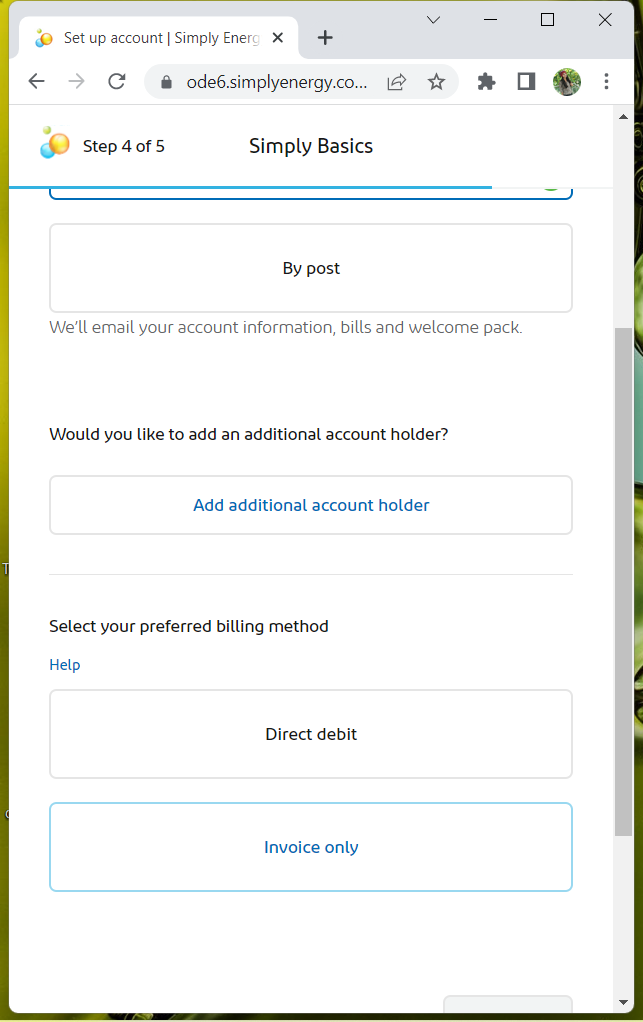 Set up account | Simply Energ
ode6.simplyenergy.co...
Step 4 of 5
Simply Basics
By post
We'll email your account information, bills and welcome pack.
Would you like to add an additional account holder?
Add additional account holder
Select your preferred billing method
Help
Direct debit
Invoice only